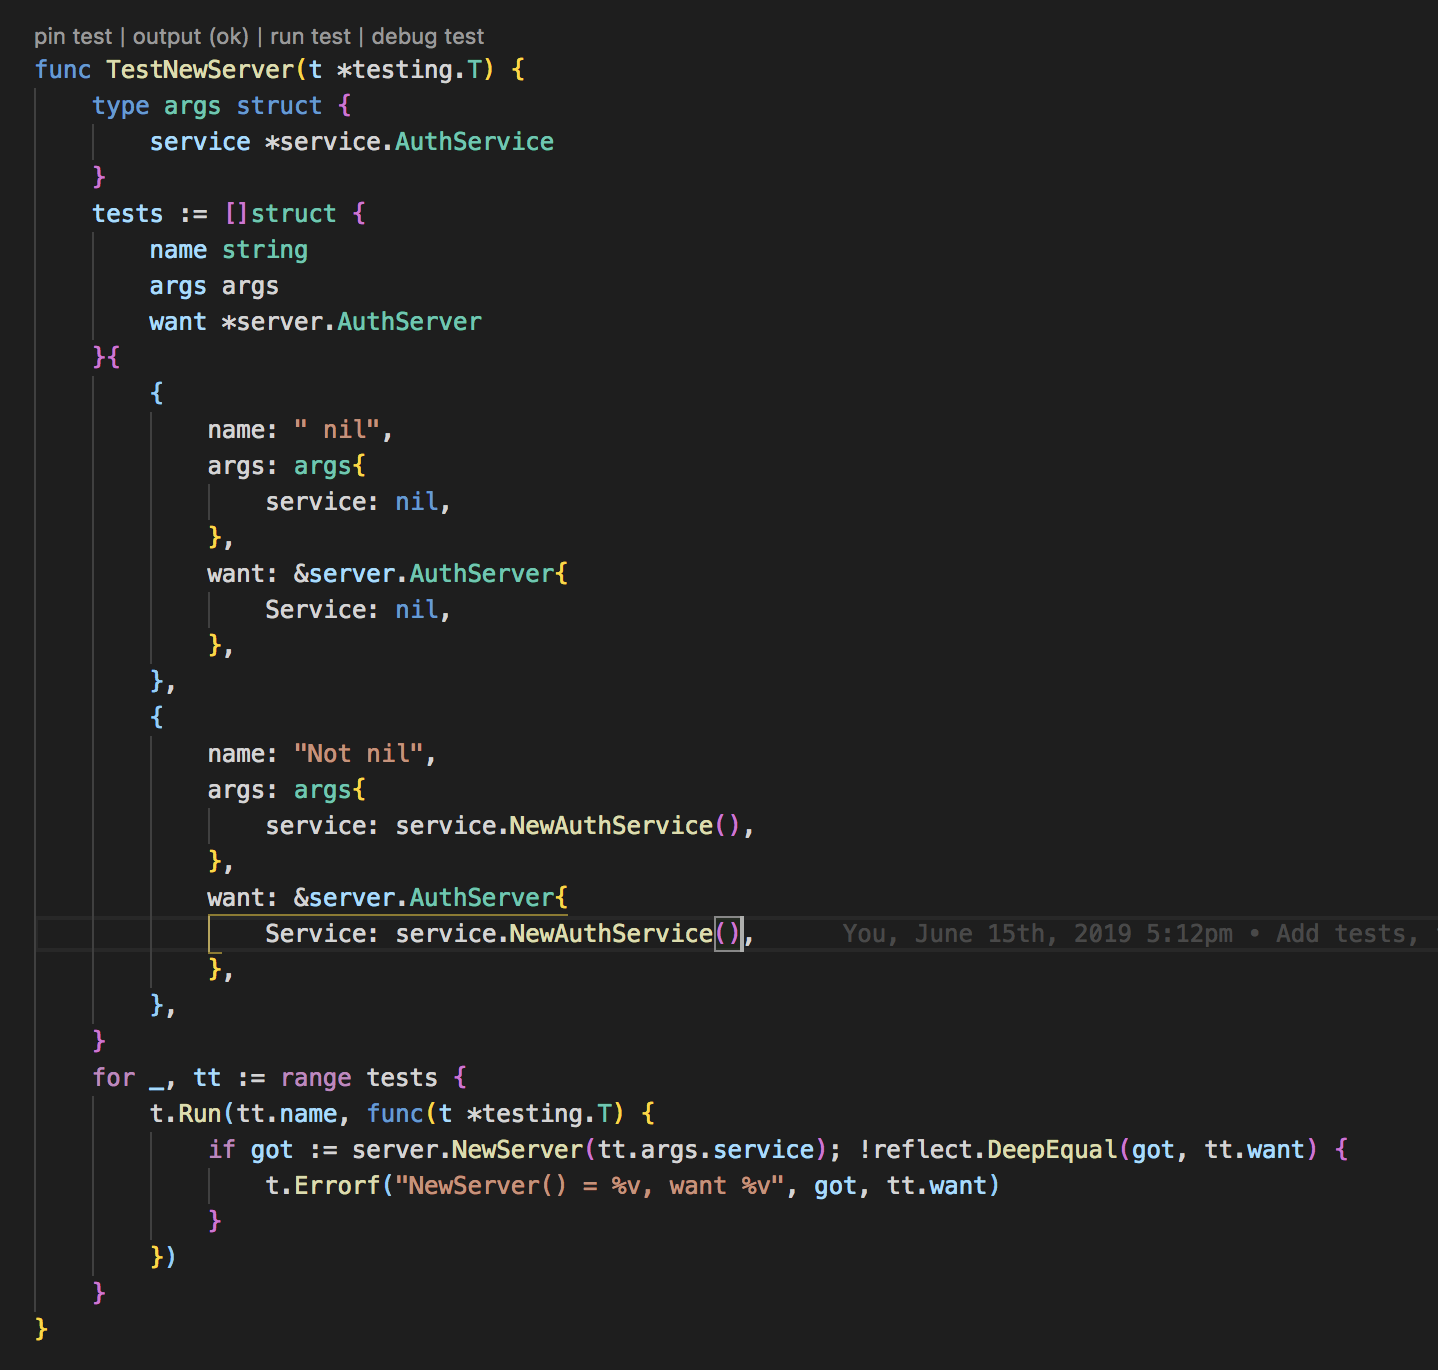 pin test | output (ok) | run test | debug test
func TestNewServer(t *testing.T) {
    type args struct {
        service *service.AuthService
    }
    tests := []struct {
        name string
        args args
        want *server.AuthServer
    }{
        {
            name: " nil",
            args: args{
                service: nil,
            },
            want: &server.AuthServer{
                Service: nil,
            },
        },
        {
            name: "Not nil",
            args: args{
                service: service.NewAuthService(),
            },
            want: &server.AuthServer{
                Service: service.NewAuthService(),      You, June 15th, 2019 5:12pm • Add tests,
            },
        },
    }
    for _, tt := range tests {
        t.Run(tt.name, func(t *testing.T) {
            if got := server.NewServer(tt.args.service); !reflect.DeepEqual(got, tt.want) {
                t.Errorf("NewServer() = %v, want %v", got, tt.want)
            }
        })
    }
}